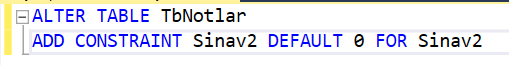 ALTER TABLE TbNotlar
ADD CONSTRAINT Sinav2 DEFAULT 0 FOR Sinav2